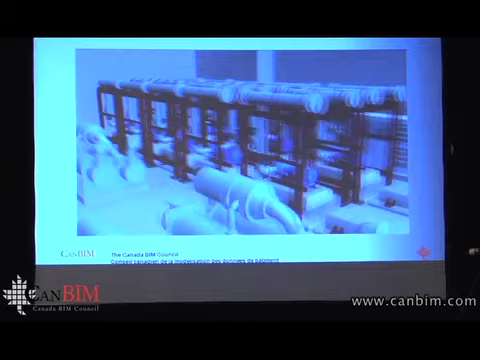 CANBIM
The Canada BIM Council
Conseil canadien de la modélisation des données de bâtiment
CANBIM
Canada BIM Council
www.canbim.com